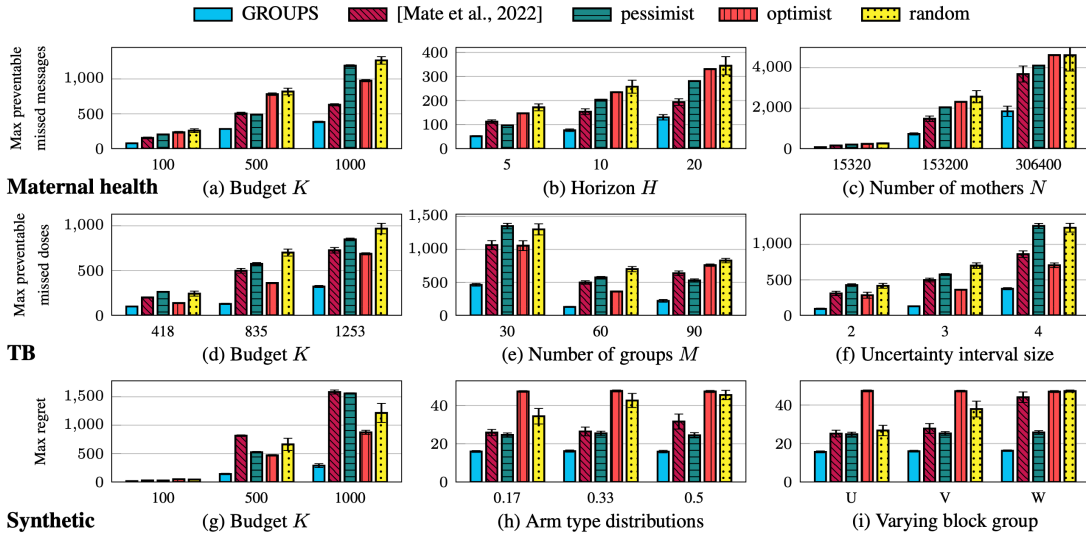 GROUPS [Mate et al., 2022] pessimist optimist random
Max preventable
missed messages
1,000
500
0
100 500 1000
(a) Budget K
400
300
200
100
0
5 10 20
(b) Horizon H
4,000
2,000
0
15320 153200 306400
(c) Number of mothers N
Maternal health
Max preventable
missed doses
1,000
500
0
418 835 1253
(d) Budget K
1,500
1,000
500
0
30 60 90
(e) Number of groups M
1,000
500
0
2 3 4
(f) Uncertainty interval size
TB
Max regret
1,500
1,000
500
0
100 500 1000
(g) Budget K
40
20
0
0.17 0.33 0.5
(h) Arm type distributions
40
20
0
U V W
(i) Varying block group
Synthetic